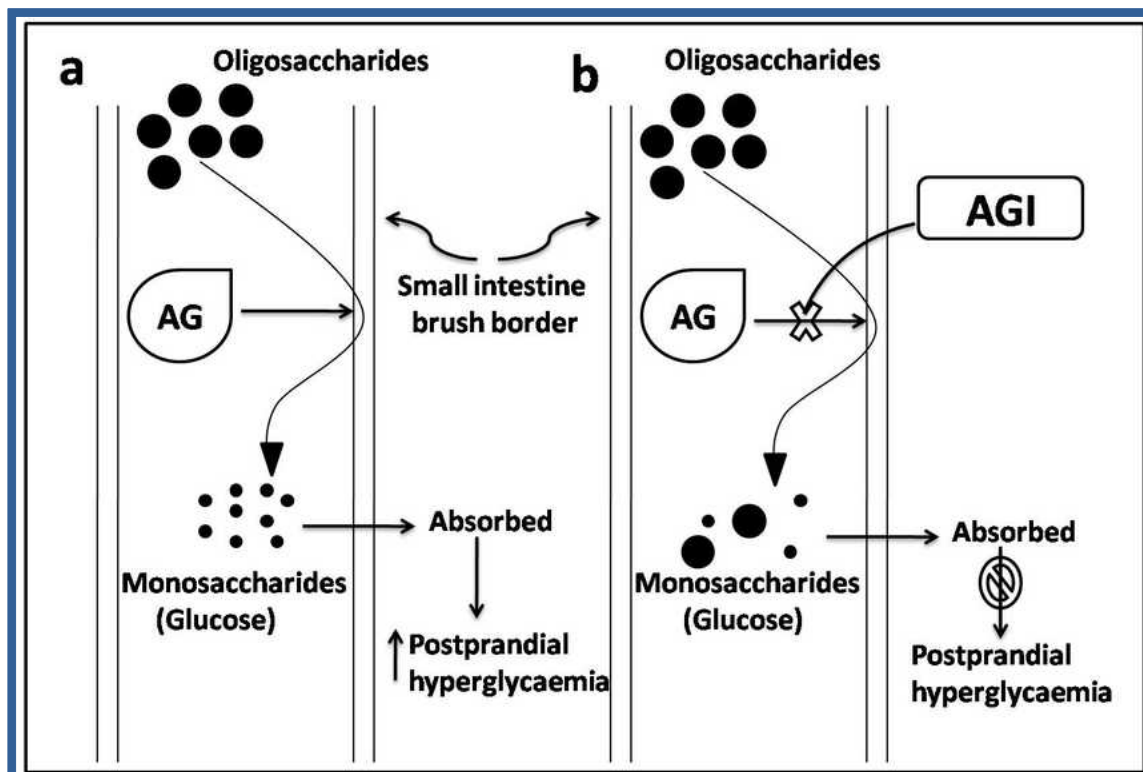 a
Oligosaccharides
AG
Small intestine
brush border
Monosaccharides
(Glucose)
Absorbed
Postprandial
hyperglycaemia
b
Oligosaccharides
AGI
AG
Monosaccharides
(Glucose)
Absorbed
Postprandial
hyperglycaemia